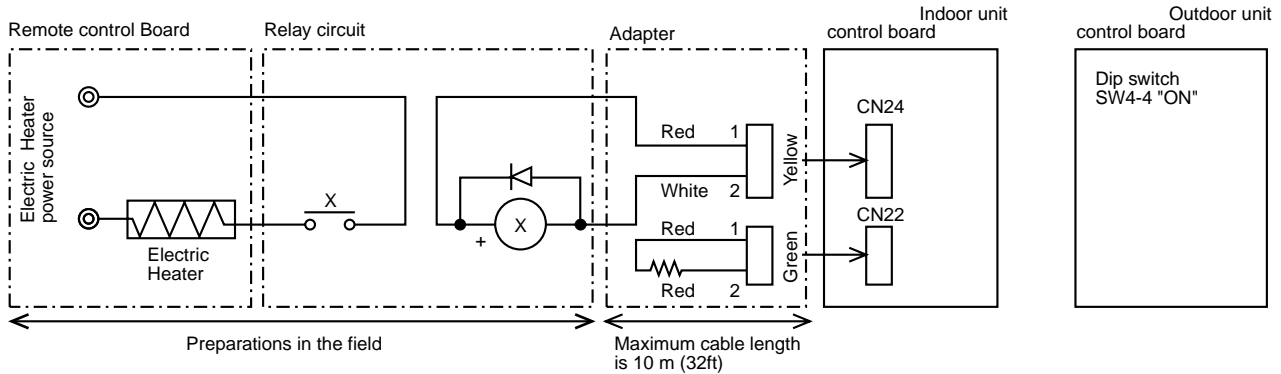 Remote control Board
Relay circuit
Adapter
Indoor unit
control board
Outdoor unit
control board
Electric Heater
power source
Electric
Heater
X
X
+
Red 1
White 2
Yellow
Red 1
Red 2
Green
CN24
CN22
Dip switch
SW4-4 "ON"
Preparations in the field
Maximum cable length
is 10 m (32ft)